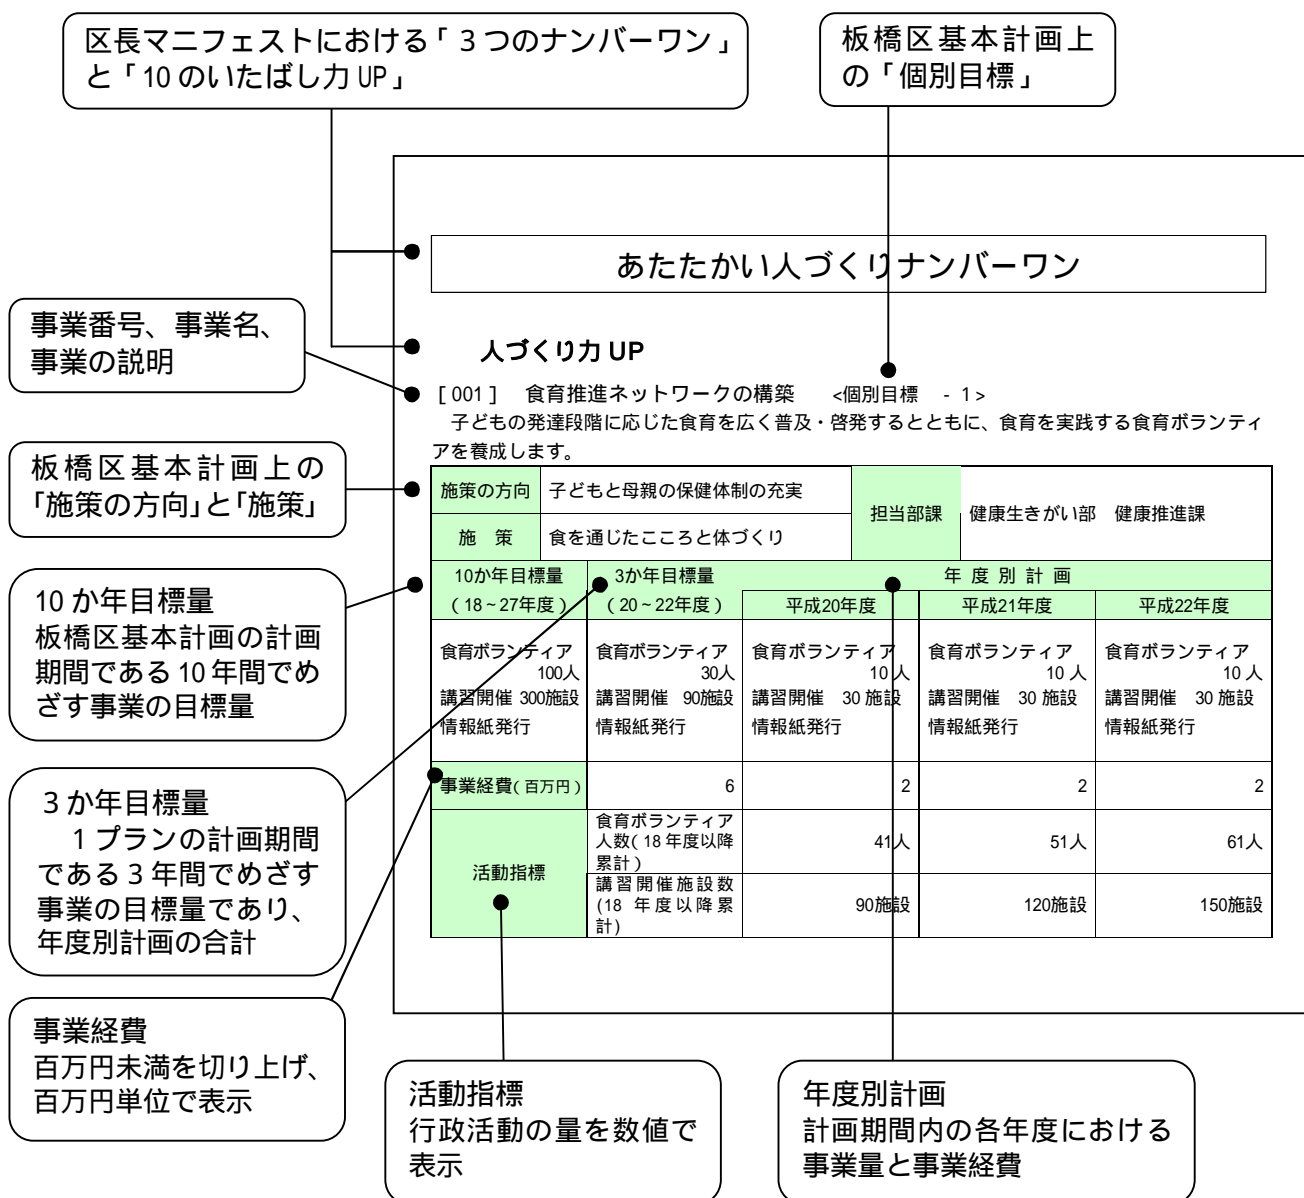 区長マニフェストにおける「３つのナンバーワン」
と「10のいたばし力UP」
板橋区基本計画上
の「個別目標」
あたたかい人づくりナンバーワン
事業番号、事業名、
事業の説明
人づくり力 UP
[001] 食育推進ネットワークの構築 <個別目標 - 1>
子どもの発達段階に応じた食育を広く普及・啓発するとともに、食育を実践する食育ボランティ
アを養成します。
板橋区基本計画上の
「施策の方向」と「施策」
施策の方向 子どもと母親の保健体制の充実
担当部課 健康生きがい部 健康推進課
施 策 食を通じたこころと体づくり
10か年目標量 3か年目標量 年度別計画
(18~27年度) (20~22年度) 平成20年度 平成21年度 平成22年度
食育ボランティア 食育ボランティア 食育ボランティア 食育ボランティア 食育ボランティア
100人 30人 10人 10人 10人
講習開催 300施設 講習開催 90施設 講習開催 30施設 講習開催 30施設 講習開催 30施設
情報紙発行 情報紙発行 情報紙発行 情報紙発行 情報紙発行
事業経費(百万円) 6 2 2 2
活動指標
食育ボランティア
人数(18年度以降
累計)
41人 51人 61人
講習開催施設数
(18年度以降累
計)
90施設 120施設 150施設
10か年目標量
板橋区基本計画の計画
期間である10年間でめ
ざす事業の目標量
３か年目標量
１プランの計画期間
である３年間でめざす
事業の目標量であり、
年度別計画の合計
事業経費
百万円未満を切り上げ、
百万円単位で表示
活動指標
行政活動の量を数値で
表示
年度別計画
計画期間内の各年度における
事業量と事業経費